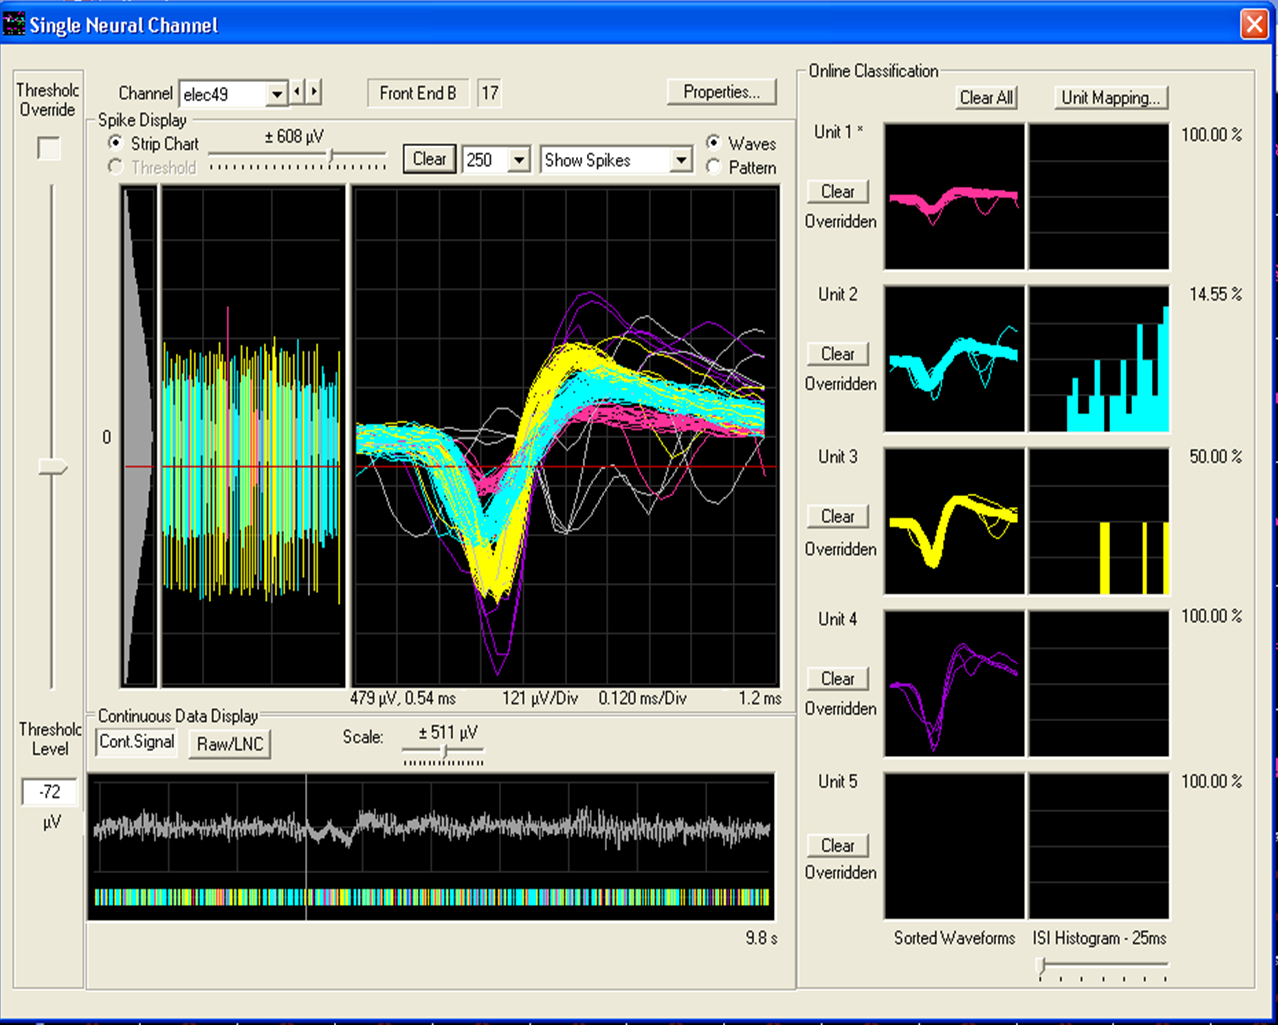 Single Neural Channel
Threshold
Override
Channel
elec49
Front End B
17
Properties...
Spike Display
Strip Chart
Threshold
± 608 µV
Clear
250
Show Spikes
Waves
Pattern
0
479 µV, 0.54 ms
121 µV/Div
0.120 ms/Div
1.2 ms
Threshold
Level
-72
µV
Continuous Data Display
Cont.Signal
Raw/LNC
Scale:
± 511 µV
9.8 s
Online Classification
Clear All
Unit Mapping...
Unit 1 *
100.00 %
Clear
Overridden
Unit 2
14.55 %
Clear
Overridden
Unit 3
50.00 %
Clear
Overridden
Unit 4
100.00 %
Clear
Overridden
Unit 5
100.00 %
Clear
Overridden
Sorted Waveforms
ISI Histogram - 25ms